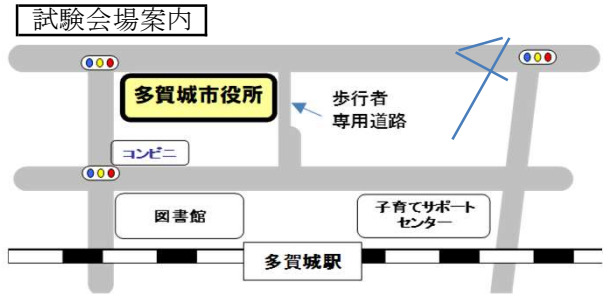 試験会場案内
多賀城市役所
歩行者
専用道路
コンビニ
図書館
子育てサポート
センター
多賀城駅